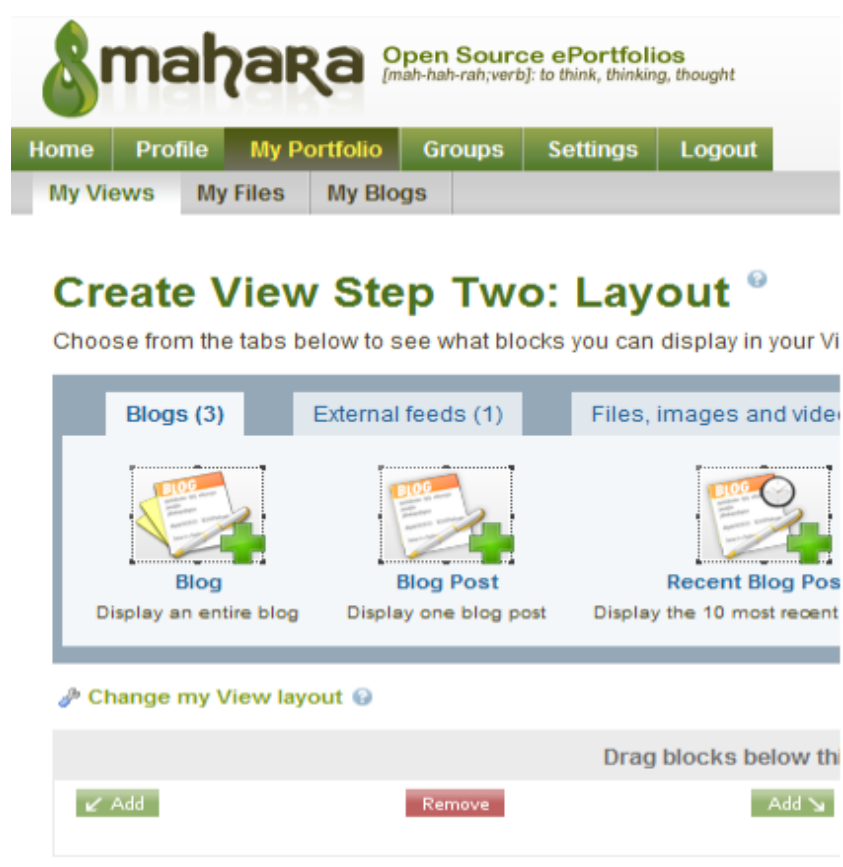 mahara Open Source ePortfolios
[mah-hah-rah;verb]: to think, thinking, thought
Home Profile My Portfolio Groups Settings Logout
My Views My Files My Blogs
Create View Step Two: Layout
Choose from the tabs below to see what blocks you can display in your Vi
Blogs (3) External feeds (1) Files, images and vide
BLOG BLOG BLOG
Blog Blog Post Recent Blog Pos
Display an entire blog Display one blog post Display the 10 most recent
Change my View layout
Drag blocks below thi
Add Remove Add